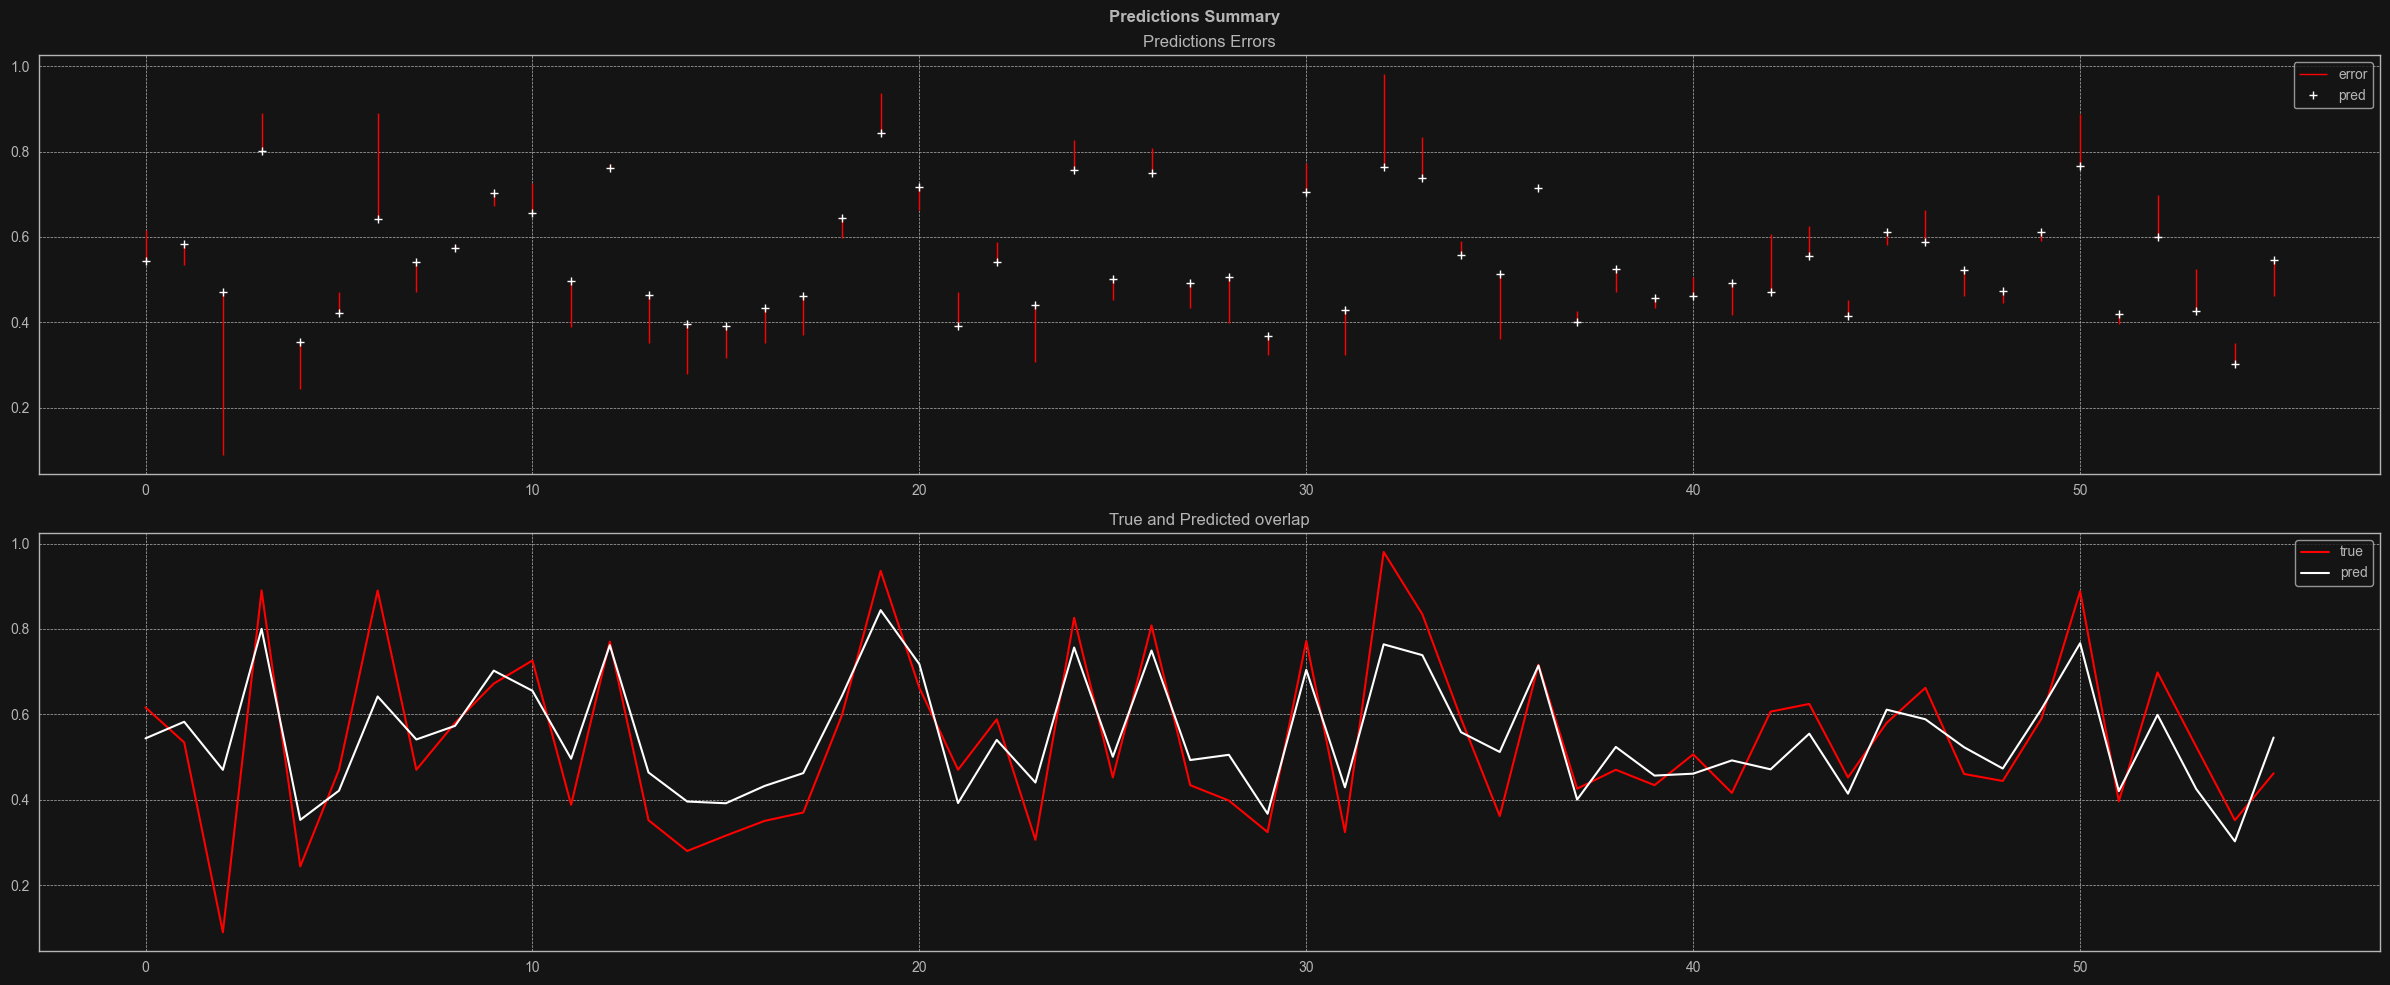 Predictions Summary
Predictions Errors
1.0
0.8
0.6
0.4
0.2
error
pred
0 10 20 30 40 50
True and Predicted overlap
1.0
0.8
0.6
0.4
0.2
true
pred
0 10 20 30 40 50